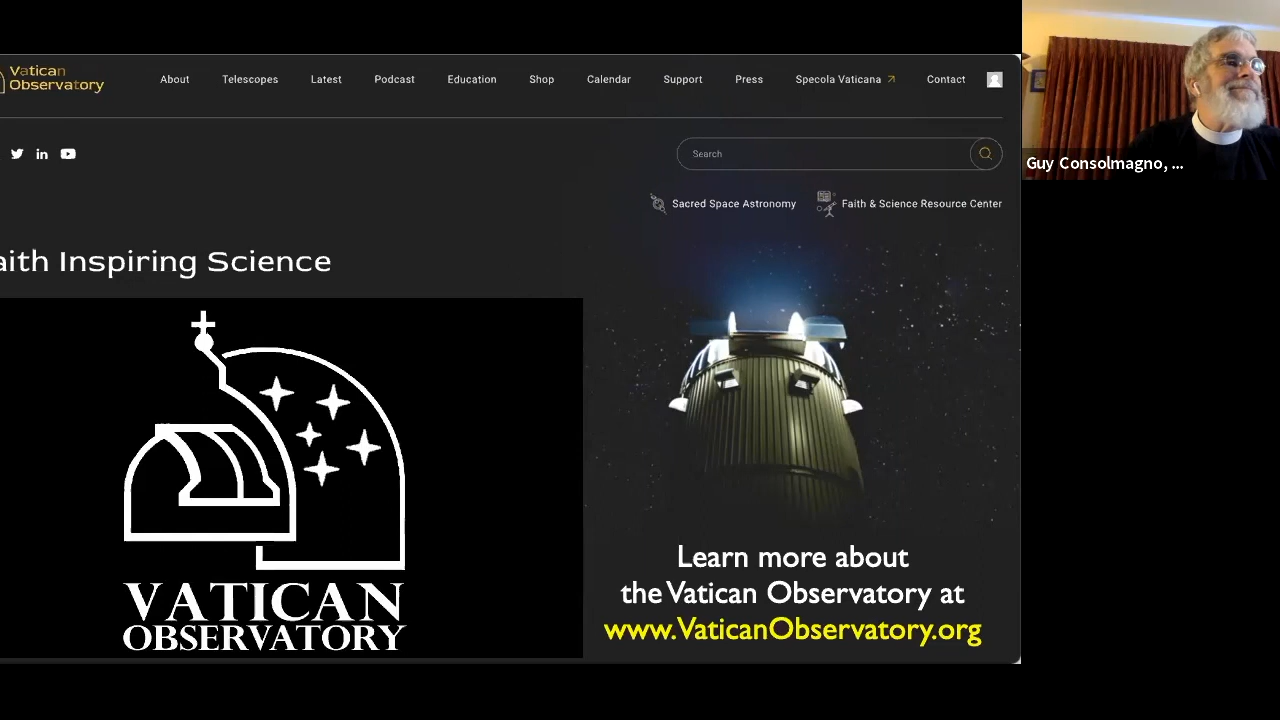 Vatican
Observatory
About Telescopes Latest Podcast Education Shop Calendar Support Press Specola Vaticana Contact
Search
Sacred Space Astronomy Faith & Science Resource Center
aith Inspiring Science
VATICAN
OBSERVATORY
Learn more about
the Vatican Observatory at
www.VaticanObservatory.org
Guy Consolmagno, ...